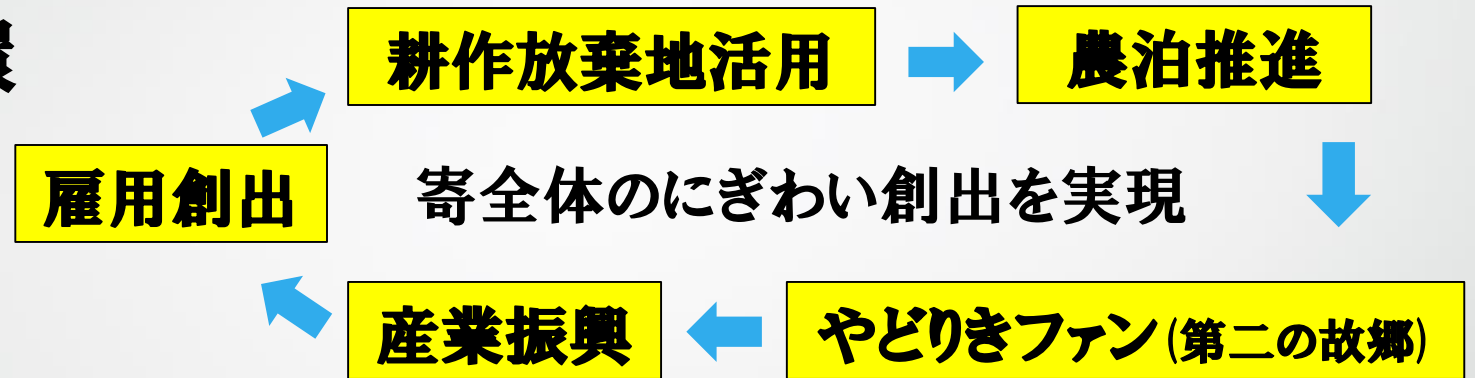 耕作放棄地活用
農泊推進
雇用創出
寄全体のにぎわい創出を実現
産業振興
やどりきファン(第二の故郷)